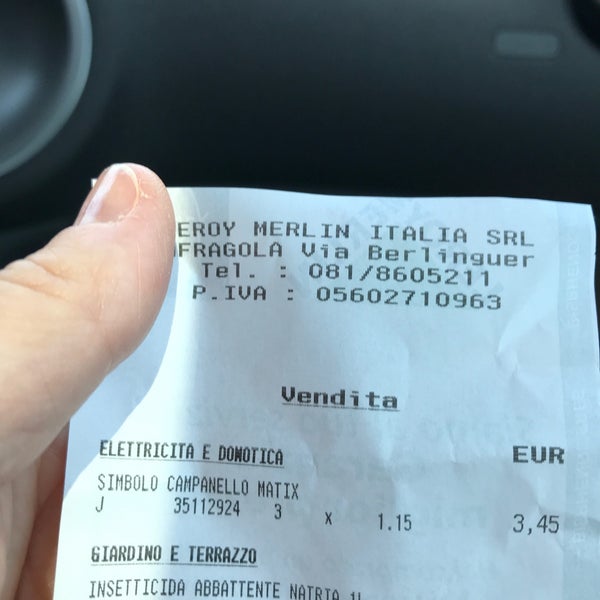 EROY MERLIN ITALIA SRL
AFRAGOLA Via Berlinguer
Tel. : 081/8605211
P.IVA : 05602710963
Vendita
ELETTRICITA E DOMOTICA EUR
SIMBOLO CAMPANELLO MATIX
J 35112924 3 x 1.15 3,45
GIARDINO E TERRAZZO
INSETTICIDA ABBATTENTE NATRIA 1L